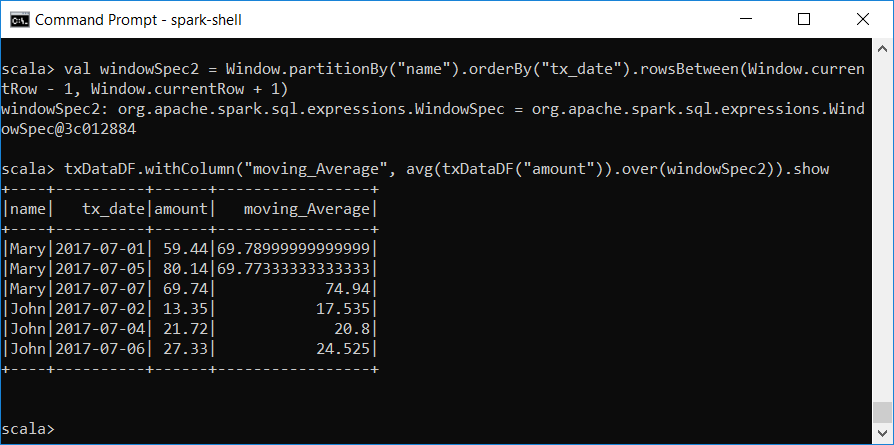 Command Prompt - spark-shell
scala> val windowSpec2 = Window.partitionBy("name").orderBy("tx_date").rowsBetween(Window.curren
tRow - 1, Window.currentRow + 1)
windowSpec2: org.apache.spark.sql.expressions.WindowSpec = org.apache.spark.sql.expressions.Wind
owSpec@3c012884
scala> txDataDF.withColumn("moving_Average", avg(txDataDF("amount")).over(windowSpec2)).show
+----+----------+------+-----------------+
|name|   tx_date|amount|   moving_Average|
+----+----------+------+-----------------+
|Mary|2017-07-01| 59.44|69.78999999999999|
|Mary|2017-07-05| 80.14|69.77333333333333|
|Mary|2017-07-07| 69.74|            74.94|
|John|2017-07-02| 13.35|           17.535|
|John|2017-07-04| 21.72|             20.8|
|John|2017-07-06| 27.33|           24.525|
+----+----------+------+-----------------+
scala>